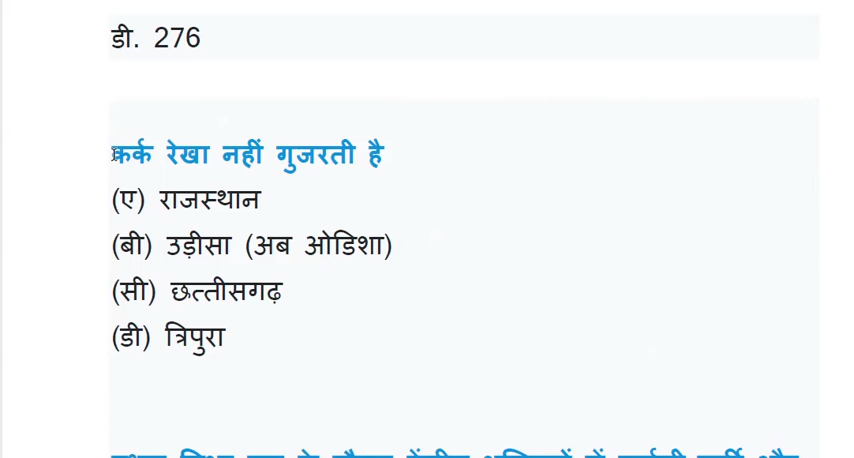 डी. 276
कर्क रेखा नहीं गुजरती है
(ए) राजस्थान
(बी) उड़ीसा (अब ओडिशा)
(सी) छत्तीसगढ़
(डी) त्रिपुरा